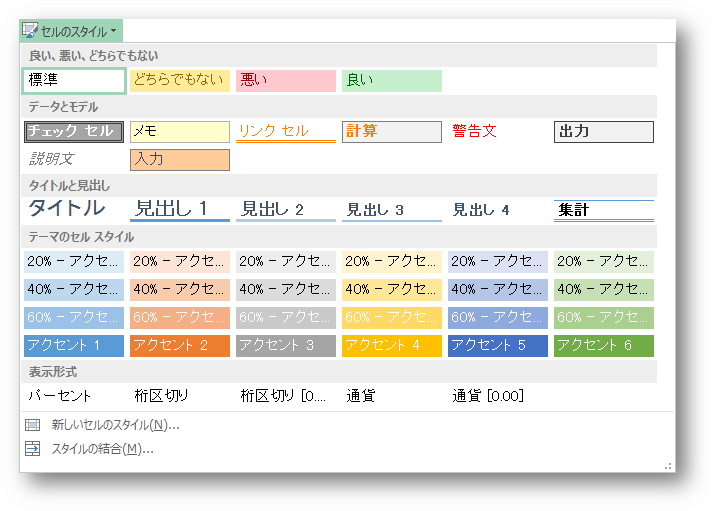 セルのスタイル
良い、悪い、どちらでもない
標準 どちらでもない 悪い 良い
データとモデル
チェック セル メモ リンク セル 計算 警告文 出力
説明文 入力
タイトルと見出し
タイトル 見出し 1 見出し 2 見出し 3 見出し 4 集計
テーマのセル スタイル
20% - アクセ... 20% - アクセ... 20% - アクセ... 20% - アクセ... 20% - アクセ... 20% - アクセ...
40% - アクセ... 40% - アクセ... 40% - アクセ... 40% - アクセ... 40% - アクセ... 40% - アクセ...
60% - アクセ... 60% - アクセ... 60% - アクセ... 60% - アクセ... 60% - アクセ... 60% - アクセ...
アクセント 1 アクセント 2 アクセント 3 アクセント 4 アクセント 5 アクセント 6
表示形式
パーセント 桁区切り 桁区切り [0.... 通貨 通貨 [0.00]
新しいセルのスタイル(N)...
スタイルの結合(M)...